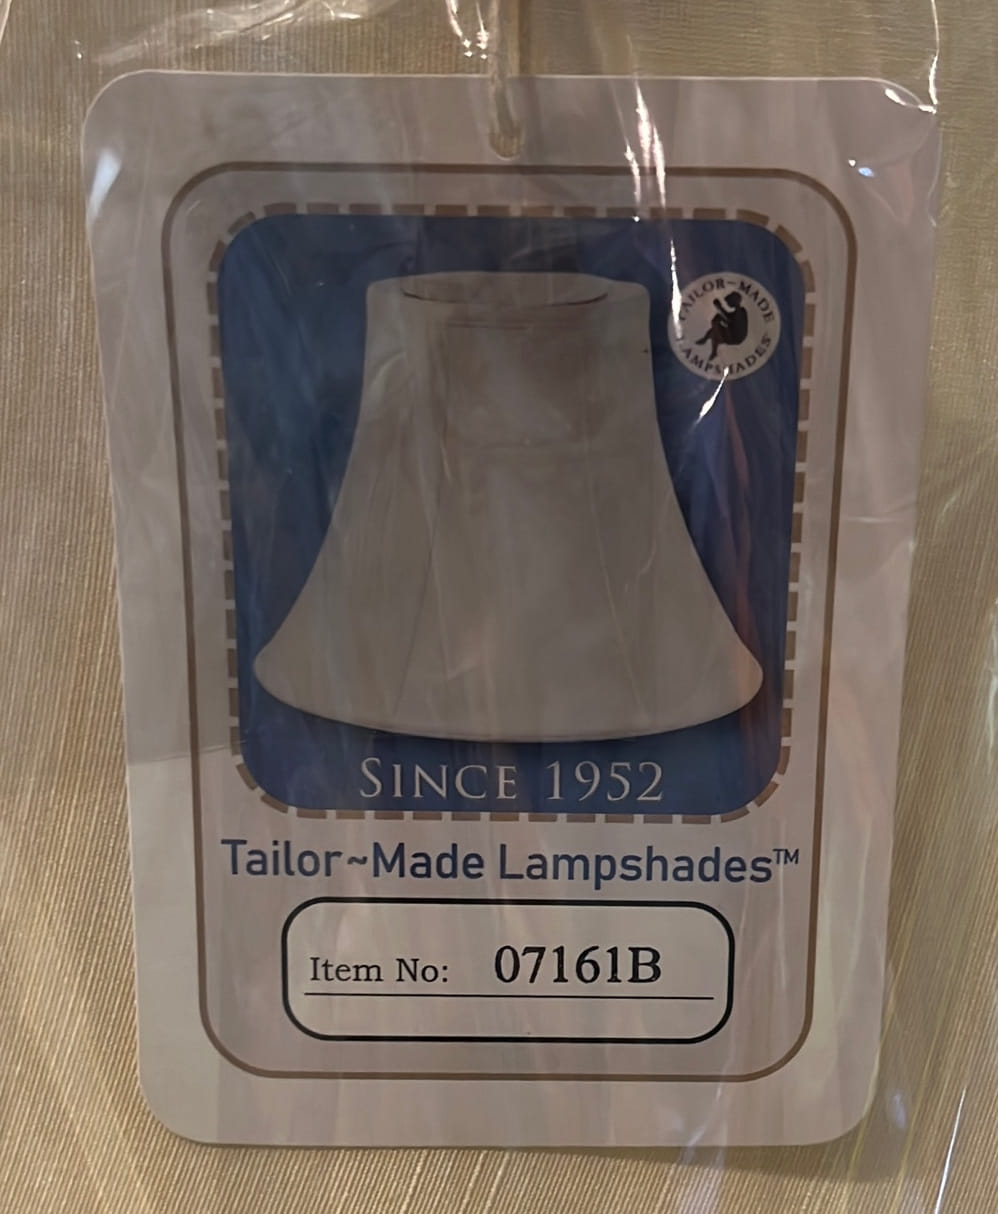 TAILOR~MADE
LAMPSHADES
SINCE 1952
Tailor~Made Lampshades™
Item No: 07161B